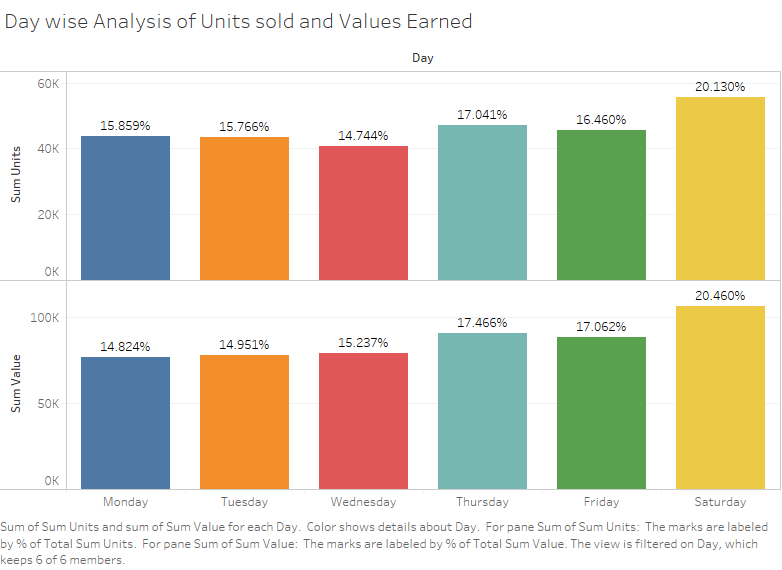 Day wise Analysis of Units sold and Values Earned
Day
60K
40K
20K
0K
Sum Units
15.859%
15.766%
14.744%
17.041%
16.460%
20.130%
100K
50K
0K
Sum Value
14.824%
14.951%
15.237%
17.466%
17.062%
20.460%
Monday
Tuesday
Wednesday
Thursday
Friday
Saturday
Sum of Sum Units and sum of Sum Value for each Day.  Color shows details about Day.  For pane Sum of Sum Units:  The marks are labeled
by % of Total Sum Units.  For pane Sum of Sum Value:  The marks are labeled by % of Total Sum Value. The view is filtered on Day, which
keeps 6 of 6 members.